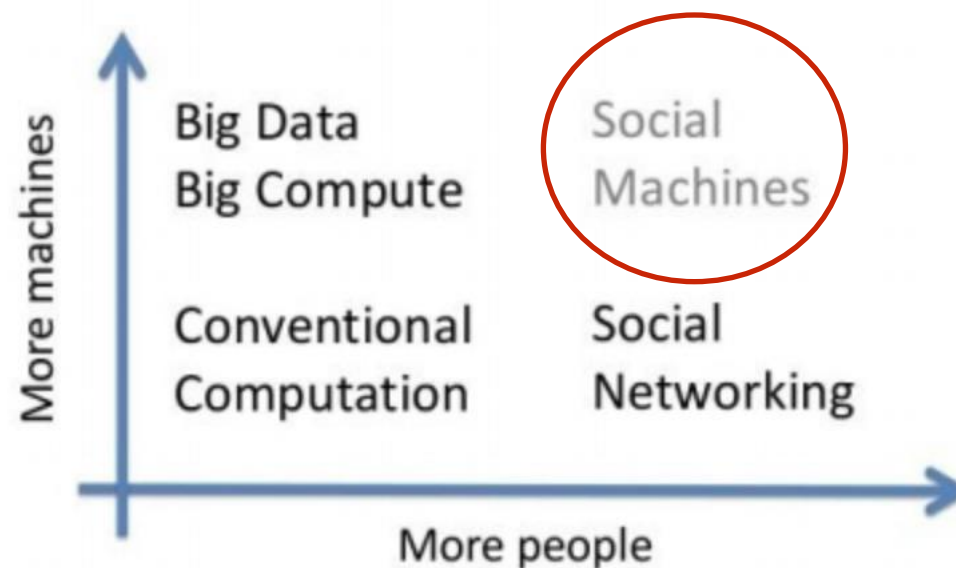 More machines
Big Data
Big Compute
Social
Machines
Conventional
Computation
Social
Networking
More people